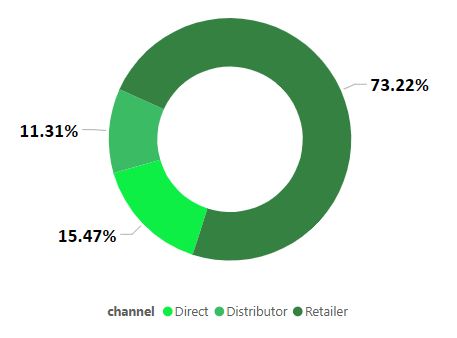 73.22%
11.31%
15.47%
channel Direct Distributor Retailer